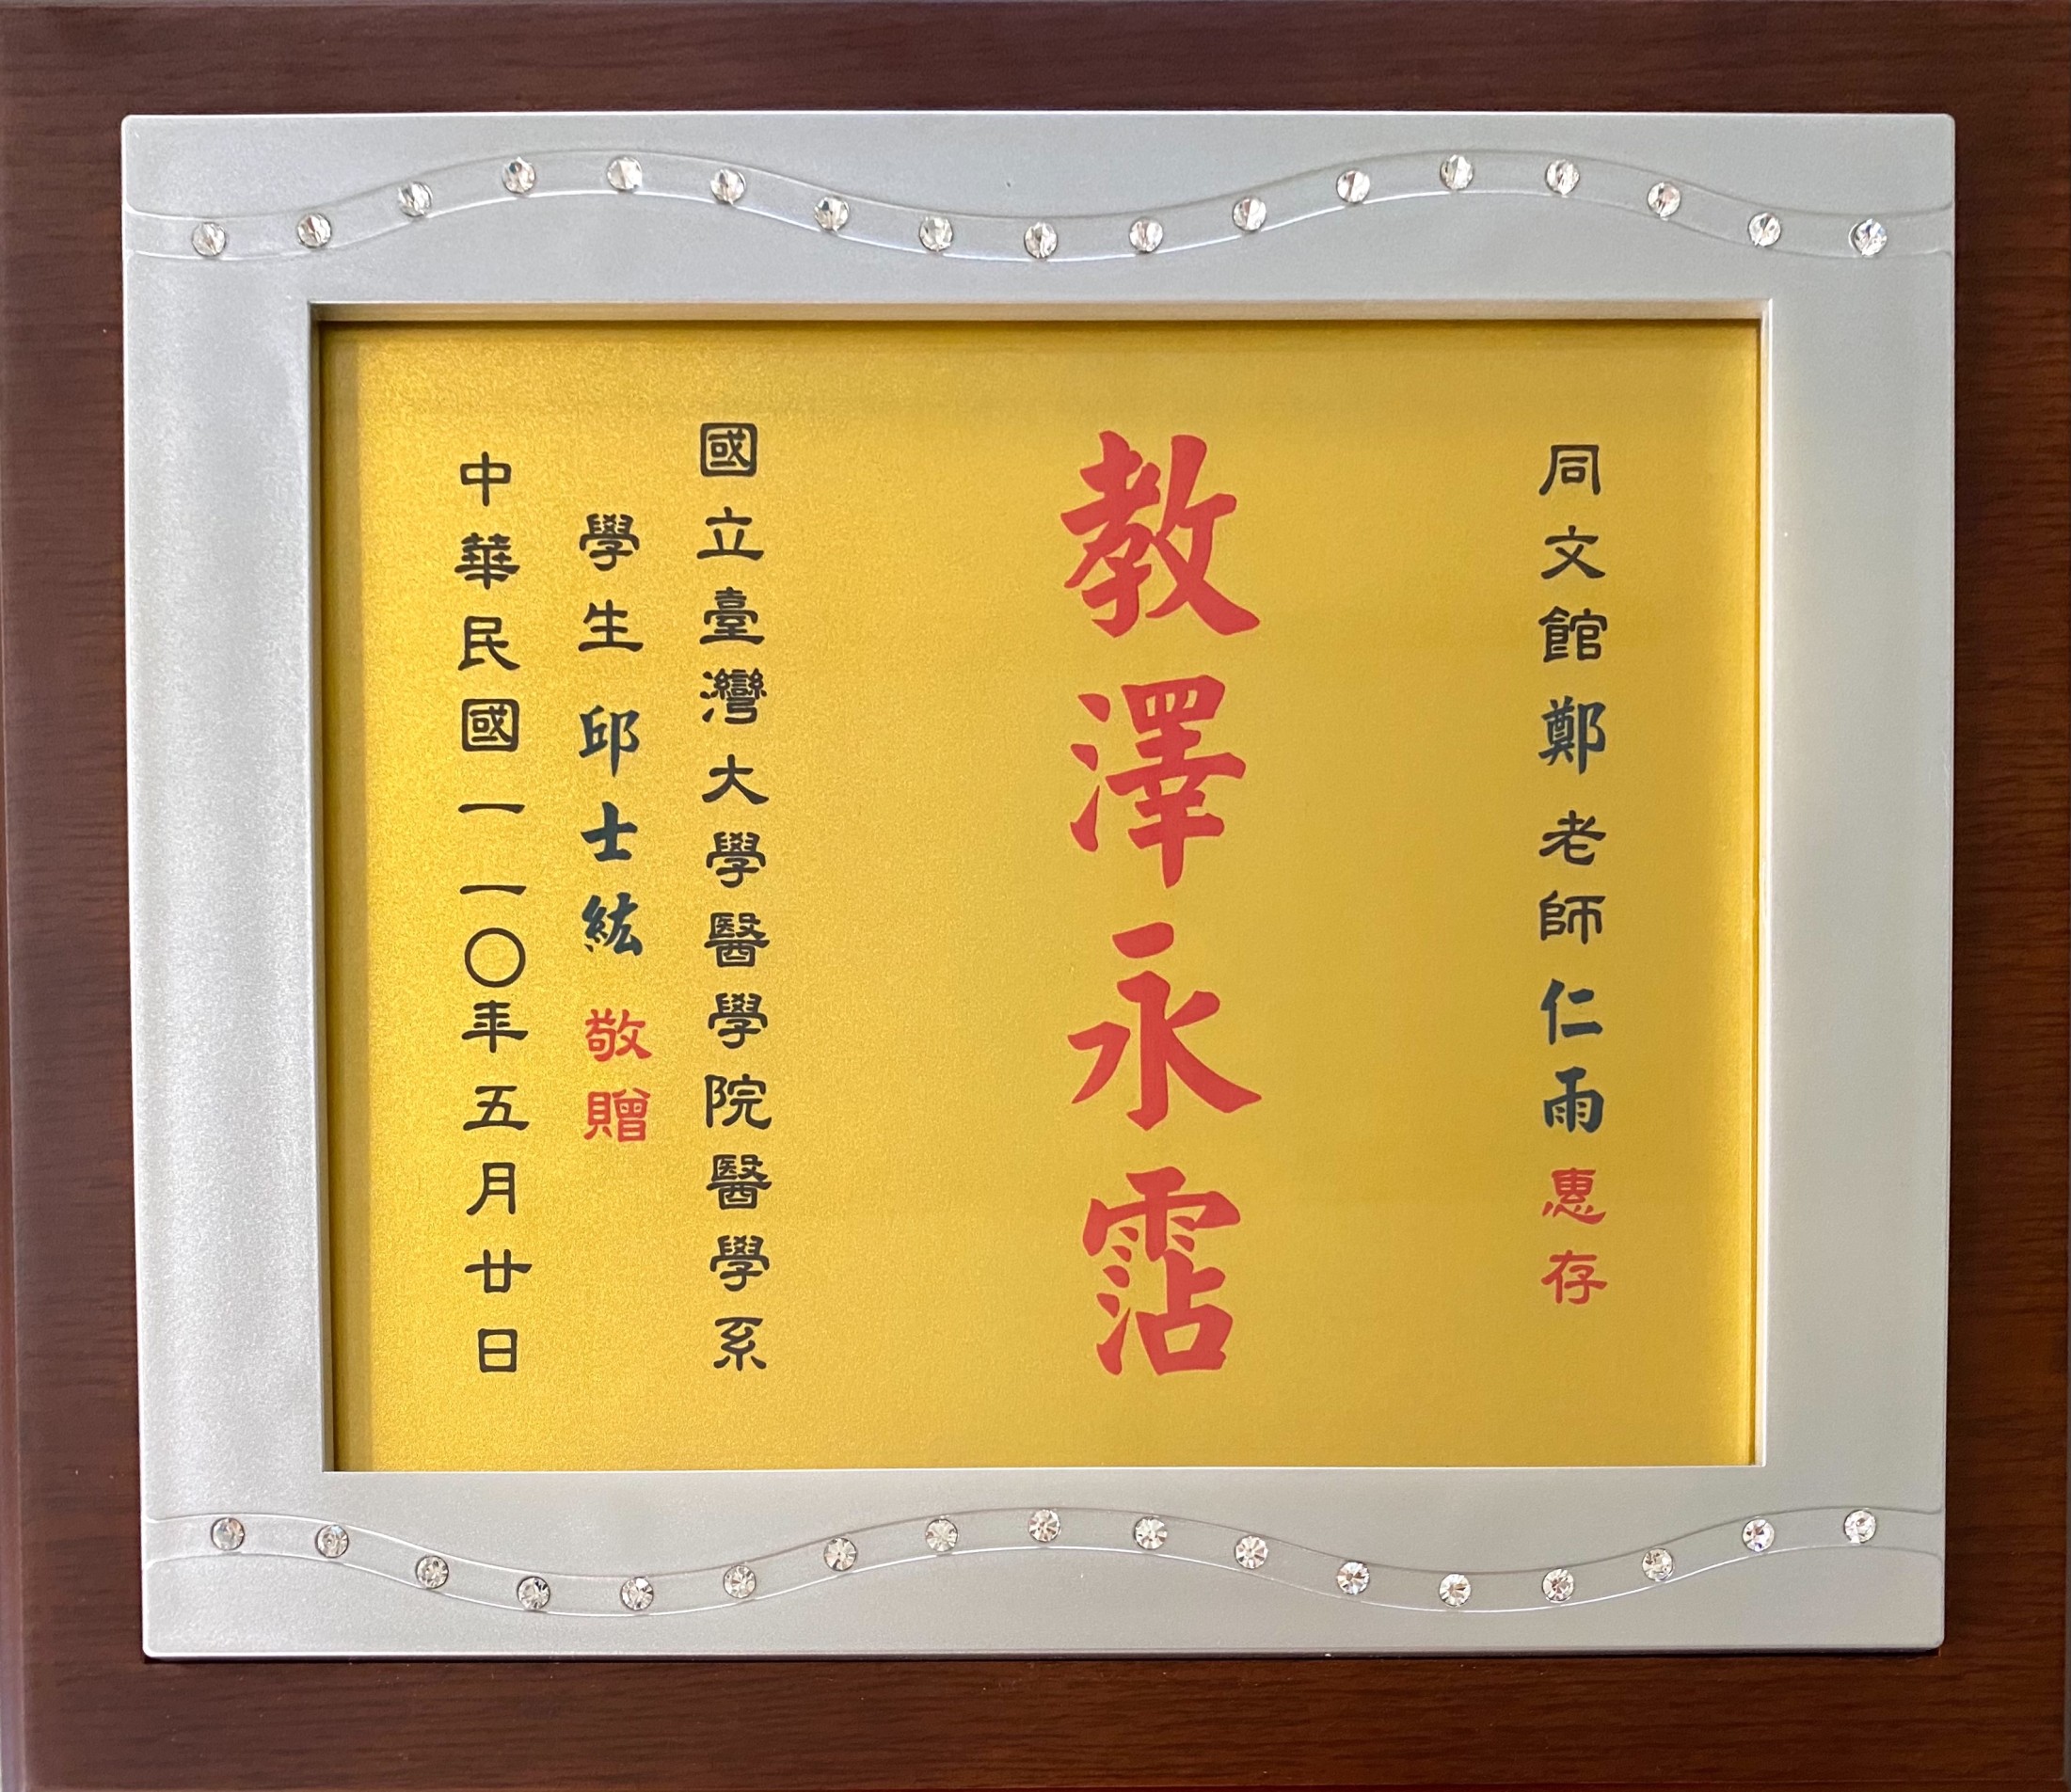 同文館鄭老師仁雨惠存
教澤永霑
國立臺灣大學醫學院醫學系
學生邱士紘敬贈
中華民國一一〇年五月廿日